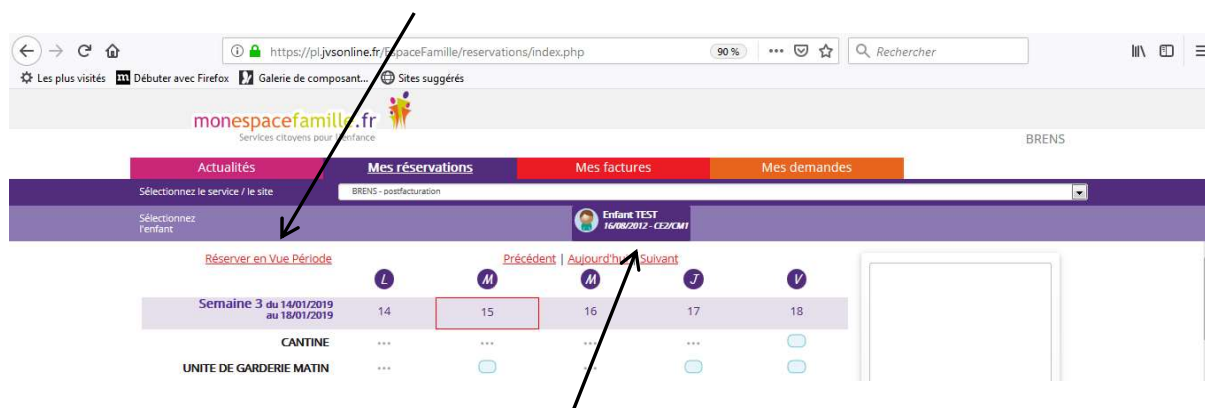 https://pl.jvsonline.fr/EspaceFamille/reservations/index.php 90 % ... Rechercher
Les plus visités Débuter avec Firefox Galerie de composant... Sites suggérés
monespacefamille.fr
Services citoyens pour l'enfance
BRENS
Actualités Mes réservations Mes factures Mes demandes
Sélectionnez le service / le site BRENS - postfacturation
Sélectionnez
l'enfant
Enfant TEST
16/08/2012 - CE2/CM1
Réserver en Vue Période Précédent | Aujourd'hui | Suivant
L M M J V
Semaine 3 du 14/01/2019
au 18/01/2019
14 15 16 17 18
CANTINE ... ... ... ...
UNITE DE GARDERIE MATIN ... ...